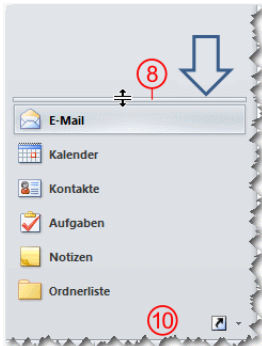 8
E-Mail
Kalender
Kontakte
Aufgaben
Notizen
Ordnerliste
10